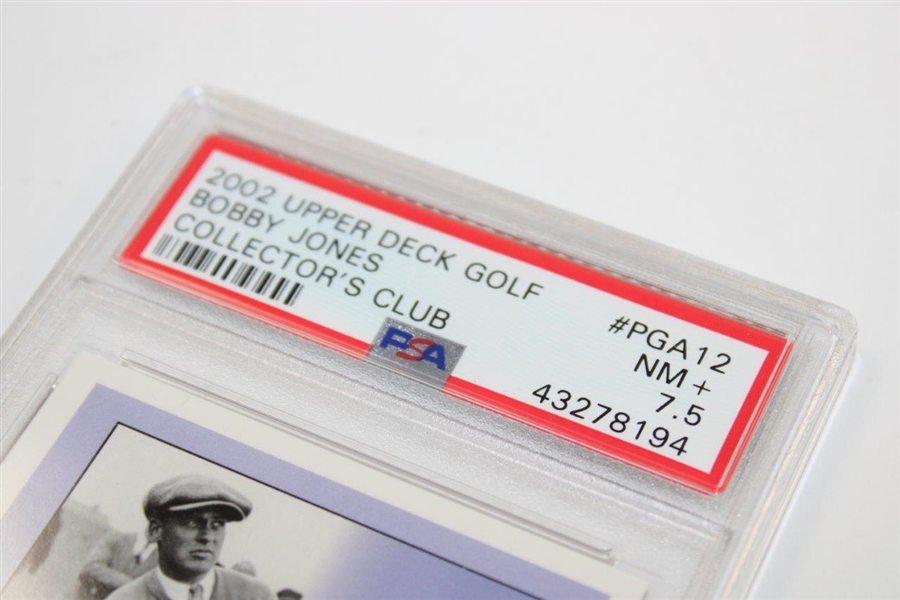 2002 UPPER DECK GOLF
BOBBY JONES
COLLECTOR'S CLUB
#PGA12
NM+
7.5
43278194
PSA